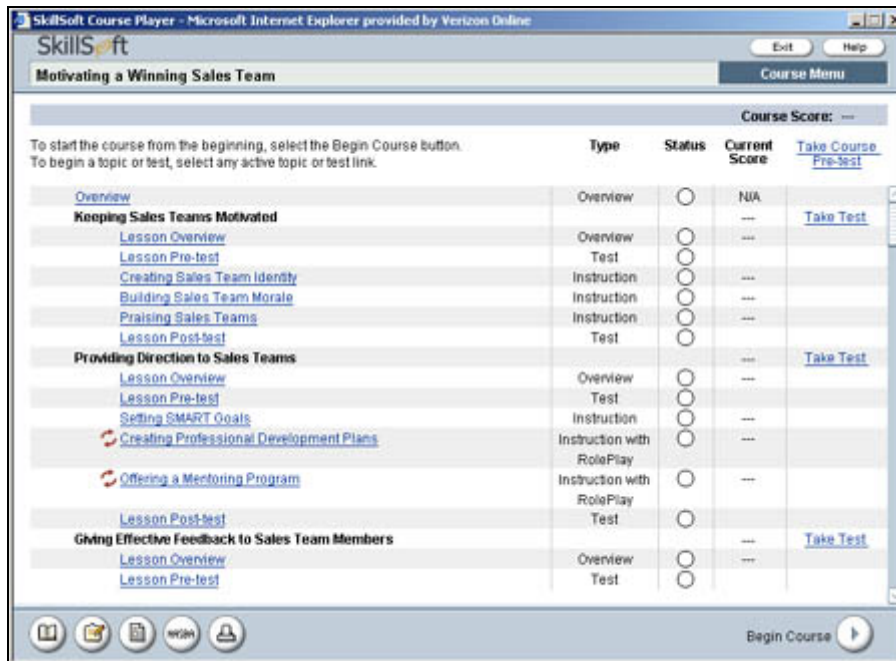 SkillSoft Course Player - Microsoft Internet Explorer provided by Verizon Online
SkillSoft
Exit Help
Motivating a Winning Sales Team Course Menu
Course Score: ---
To start the course from the beginning, select the Begin Course button.
To begin a topic or test, select any active topic or test link.
Type Status Current Score Take Course Pre-test
Overview Overview N/A
Keeping Sales Teams Motivated --- Take Test
Lesson Overview Overview ---
Lesson Pre-test Test
Creating Sales Team Identity Instruction ---
Building Sales Team Morale Instruction ---
Praising Sales Teams Instruction ---
Lesson Post-test Test
Providing Direction to Sales Teams --- Take Test
Lesson Overview Overview ---
Lesson Pre-test Test
Setting SMART Goals Instruction ---
Creating Professional Development Plans Instruction with RolePlay ---
Offering a Mentoring Program Instruction with RolePlay ---
Lesson Post-test Test
Giving Effective Feedback to Sales Team Members --- Take Test
Lesson Overview Overview ---
Lesson Pre-test Test
Begin Course